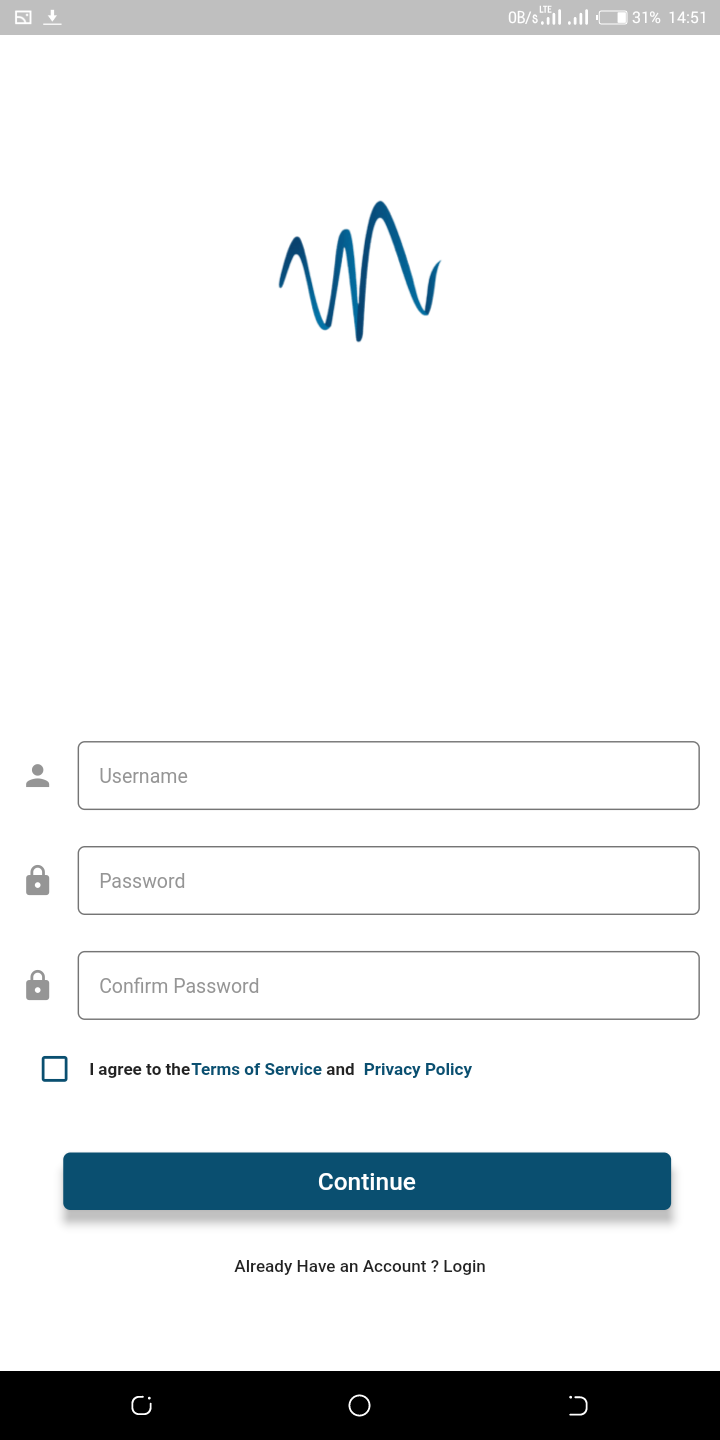 0B/s LTE 31% 14:51
Username
Password
Confirm Password
I agree to theTerms of Service and Privacy Policy
Continue
Already Have an Account ? Login